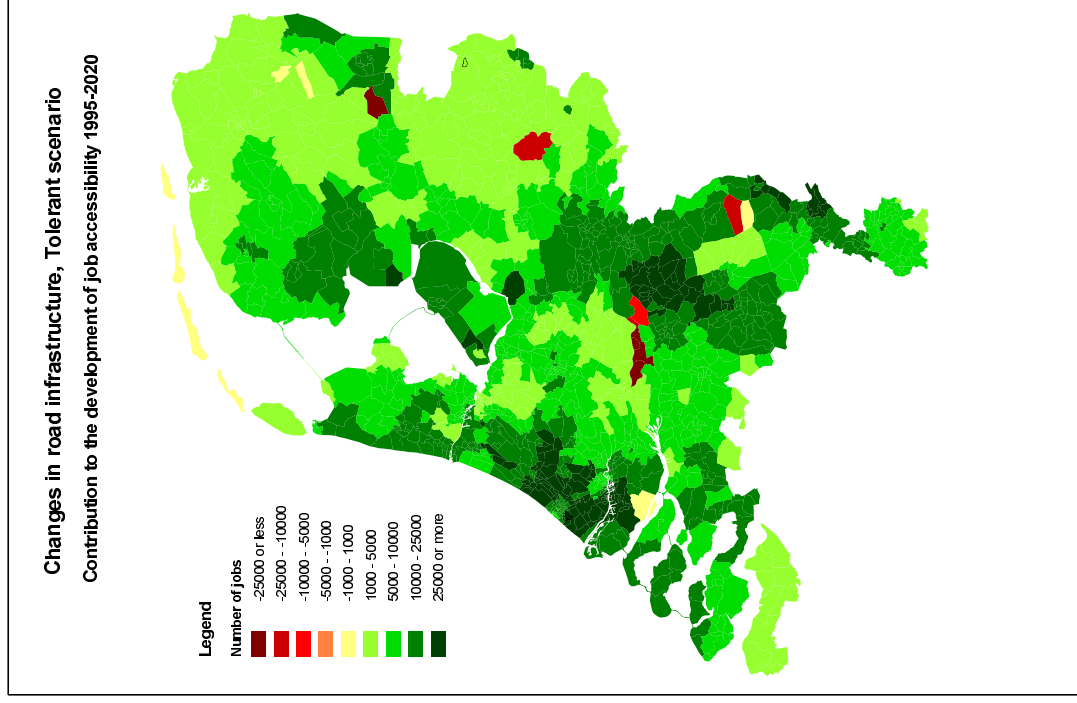 Changes in road infrastructure, Tolerant scenario
Contribution to the development of job accessibility 1995-2020
Legend
Number of jobs
-25000 or less
-25000 - -10000
-10000 - -5000
-5000 - -1000
-1000 - 1000
1000 - 5000
5000 - 10000
10000 - 25000
25000 or more